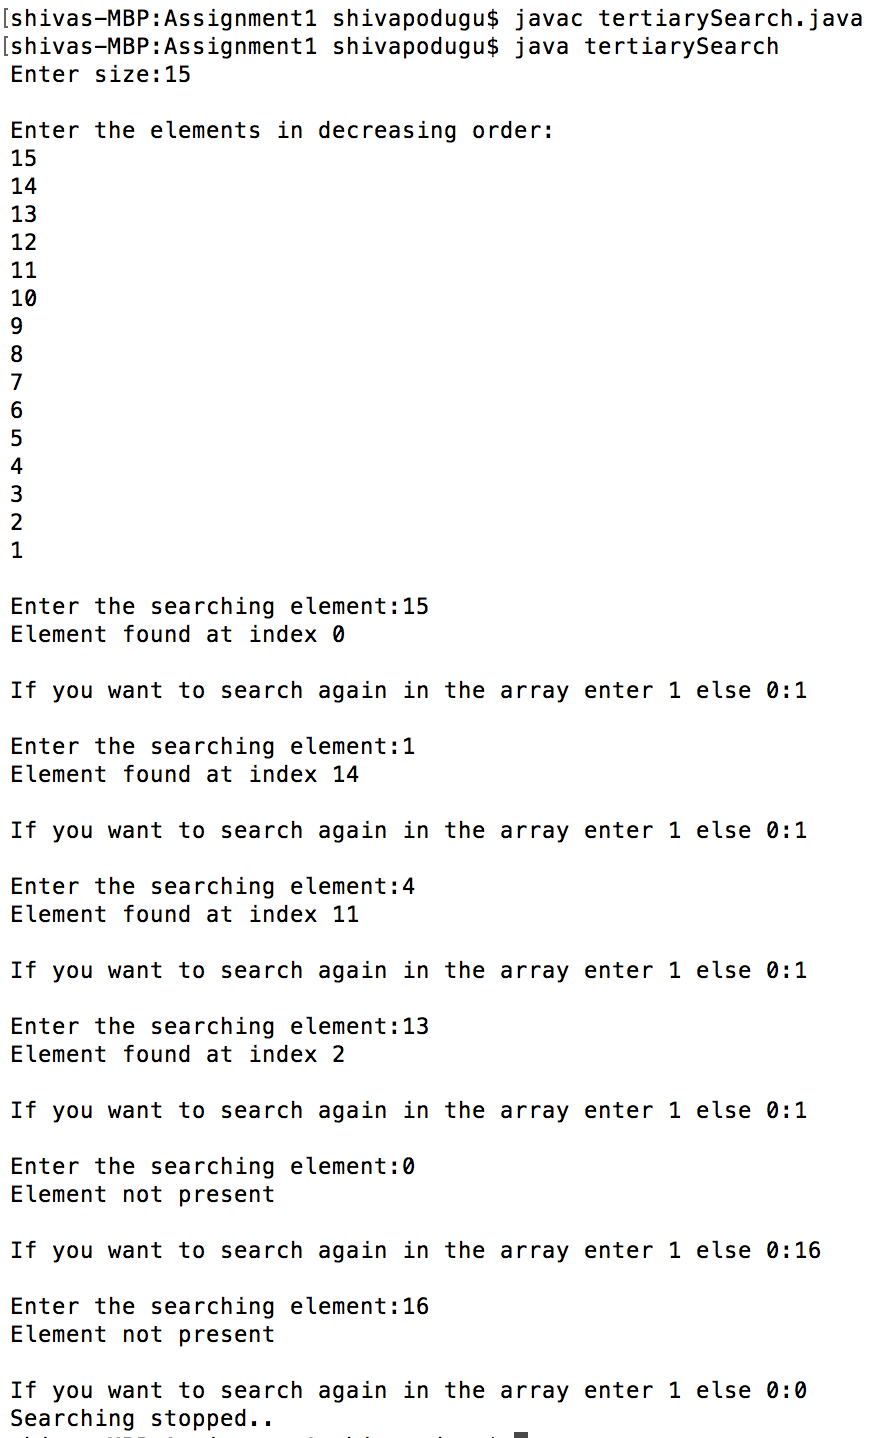 [shivas-MBP:Assignment1 shivapodugu$ javac tertiarySearch.java
[shivas-MBP:Assignment1 shivapodugu$ java tertiarySearch
Enter size:15
Enter the elements in decreasing order:
15
14
13
12
11
10
9
8
7
6
5
4
3
2
1
Enter the searching element:15
Element found at index 0
If you want to search again in the array enter 1 else 0:1
Enter the searching element:1
Element found at index 14
If you want to search again in the array enter 1 else 0:1
Enter the searching element:4
Element found at index 11
If you want to search again in the array enter 1 else 0:1
Enter the searching element:13
Element found at index 2
If you want to search again in the array enter 1 else 0:1
Enter the searching element:0
Element not present
If you want to search again in the array enter 1 else 0:16
Enter the searching element:16
Element not present
If you want to search again in the array enter 1 else 0:0
Searching stopped..